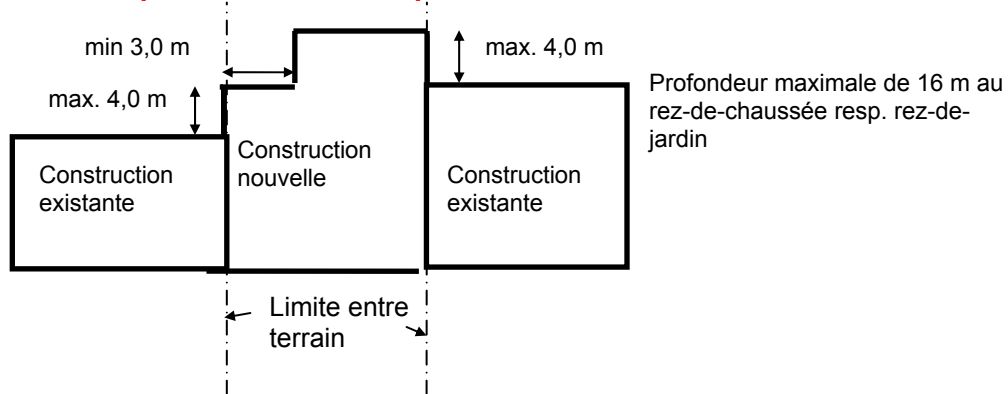 min 3,0 m
max. 4,0 m
max. 4,0 m
Profondeur maximale de 16 m au
rez-de-chaussée resp. rez-de-
jardin
Construction
existante
Construction
nouvelle
Construction
existante
Limite entre
terrain